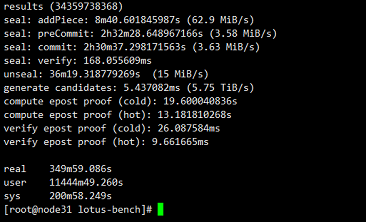 results (34359738368)
seal: addPiece: 8m40.601845987s (62.9 MiB/s)
seal: preCommit: 2h32m28.648967166s (3.58 MiB/s)
seal: commit: 2h30m37.298171563s (3.63 MiB/s)
seal: verify: 168.055609ms
unseal: 36m19.318779269s  (15 MiB/s)
generate candidates: 5.437082ms (5.75 TiB/s)
compute epost proof (cold): 19.600040836s
compute epost proof (hot): 13.181810268s
verify epost proof (cold): 26.087584ms
verify epost proof (hot): 9.661665ms
real    349m59.086s
user    11444m49.260s
sys     200m58.249s
[root@node31 lotus-bench]#